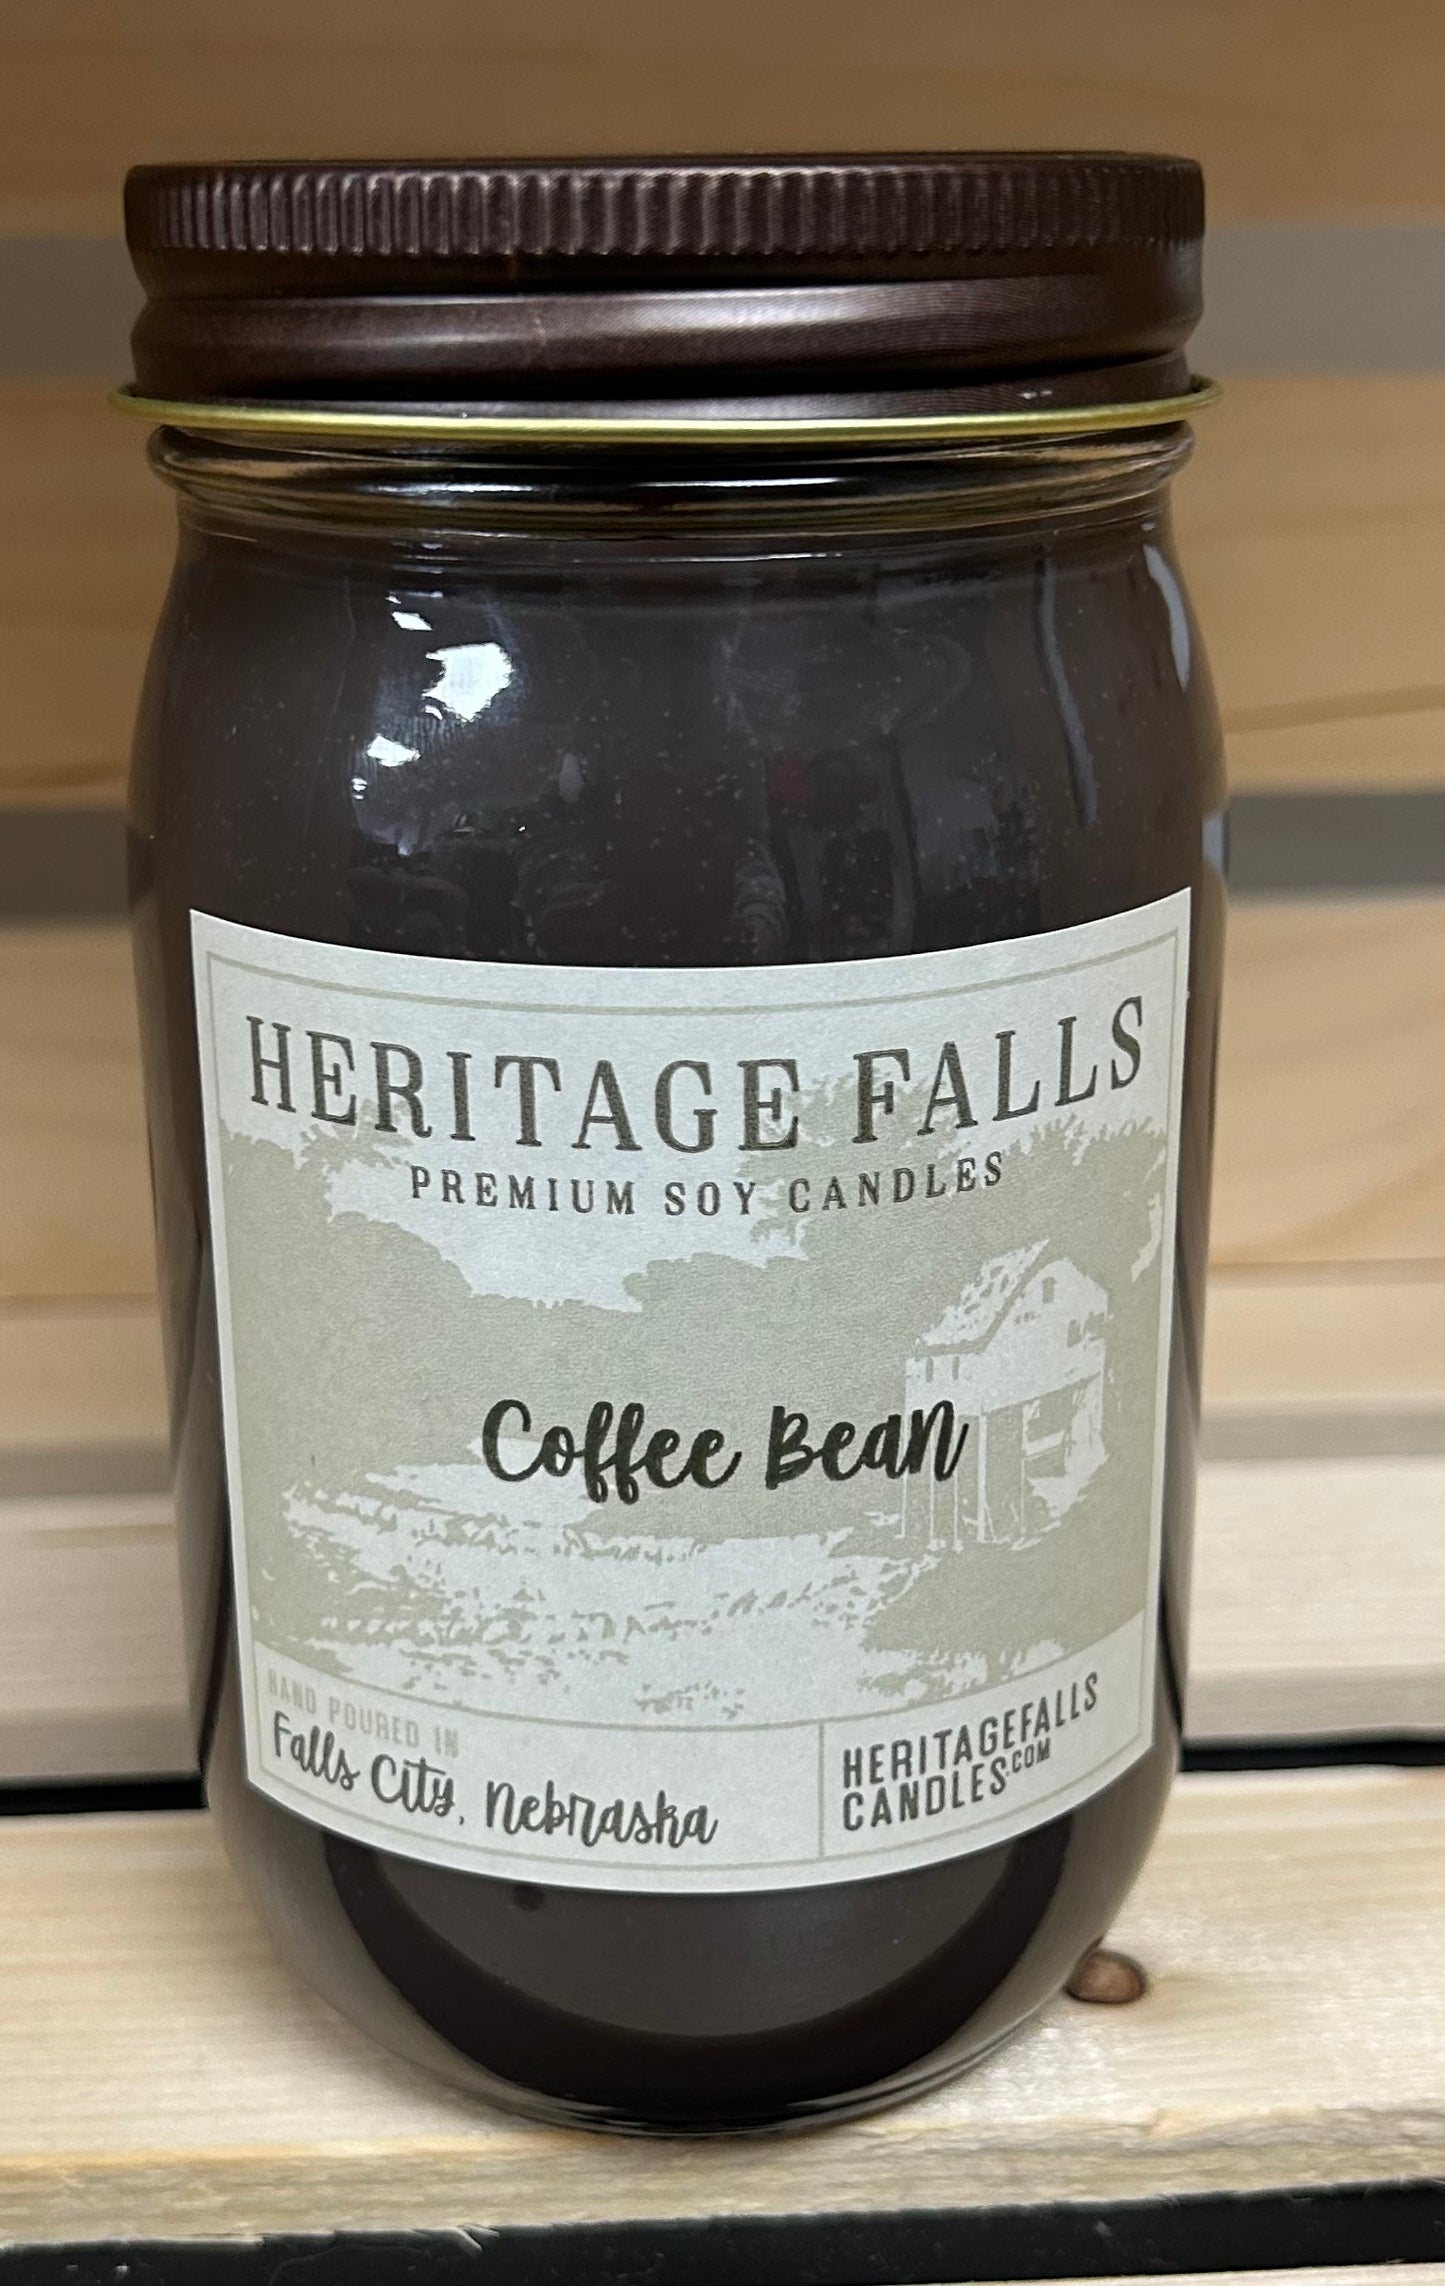 HERITAGE FALLS
PREMIUM SOY CANDLES
Coffee Bean
HAND POURED IN
Falls City, Nebraska
HERITAGEFALLS
CANDLES.COM